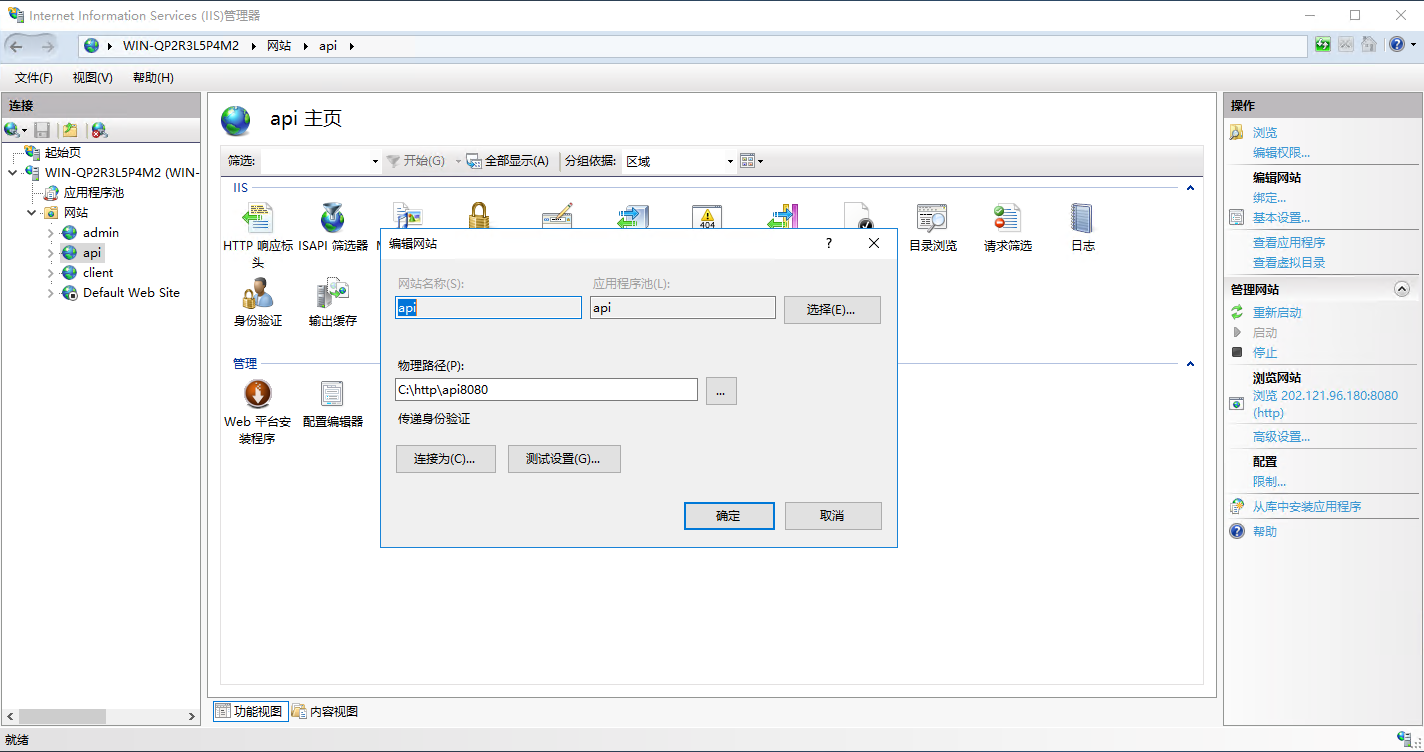 Internet Information Services (IIS)管理器
WIN-QP2R3L5P4M2 网站 api
文件(F) 视图(V) 帮助(H)
连接
起始页
WIN-QP2R3L5P4M2 (WIN-
应用程序池
网站
admin
api
client
Default Web Site
api 主页
筛选: 开始(G) 全部显示(A) 分组依据: 区域
IIS
HTTP 响应标
头
ISAPI 筛选器
404
目录浏览
请求筛选
日志
身份验证
输出缓存
管理
Web 平台安
装程序
配置编辑器
编辑网站
?
网站名称(S): 应用程序池(L):
api api 选择(E)...
物理路径(P):
C:\http\api8080 ...
传递身份验证
连接为(C)... 测试设置(G)...
确定 取消
功能视图 内容视图
操作
浏览
编辑权限...
编辑网站
绑定...
基本设置...
查看应用程序
查看虚拟目录
管理网站
重新启动
启动
停止
浏览网站
浏览 202.121.96.180:8080
(http)
高级设置...
配置
限制...
从库中安装应用程序
帮助
就绪